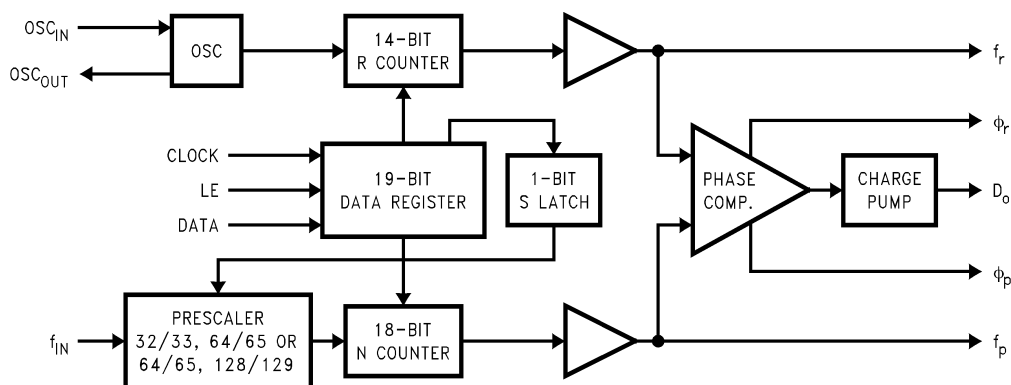 OSC_IN
OSC_OUT
OSC
14-BIT
R COUNTER
f_r
ϕ_r
CLOCK
LE
DATA
19-BIT
DATA REGISTER
1-BIT
S LATCH
PHASE
COMP.
CHARGE
PUMP
D_o
ϕ_p
f_IN
PRESCALER
32/33, 64/65 OR
64/65, 128/129
18-BIT
N COUNTER
f_p